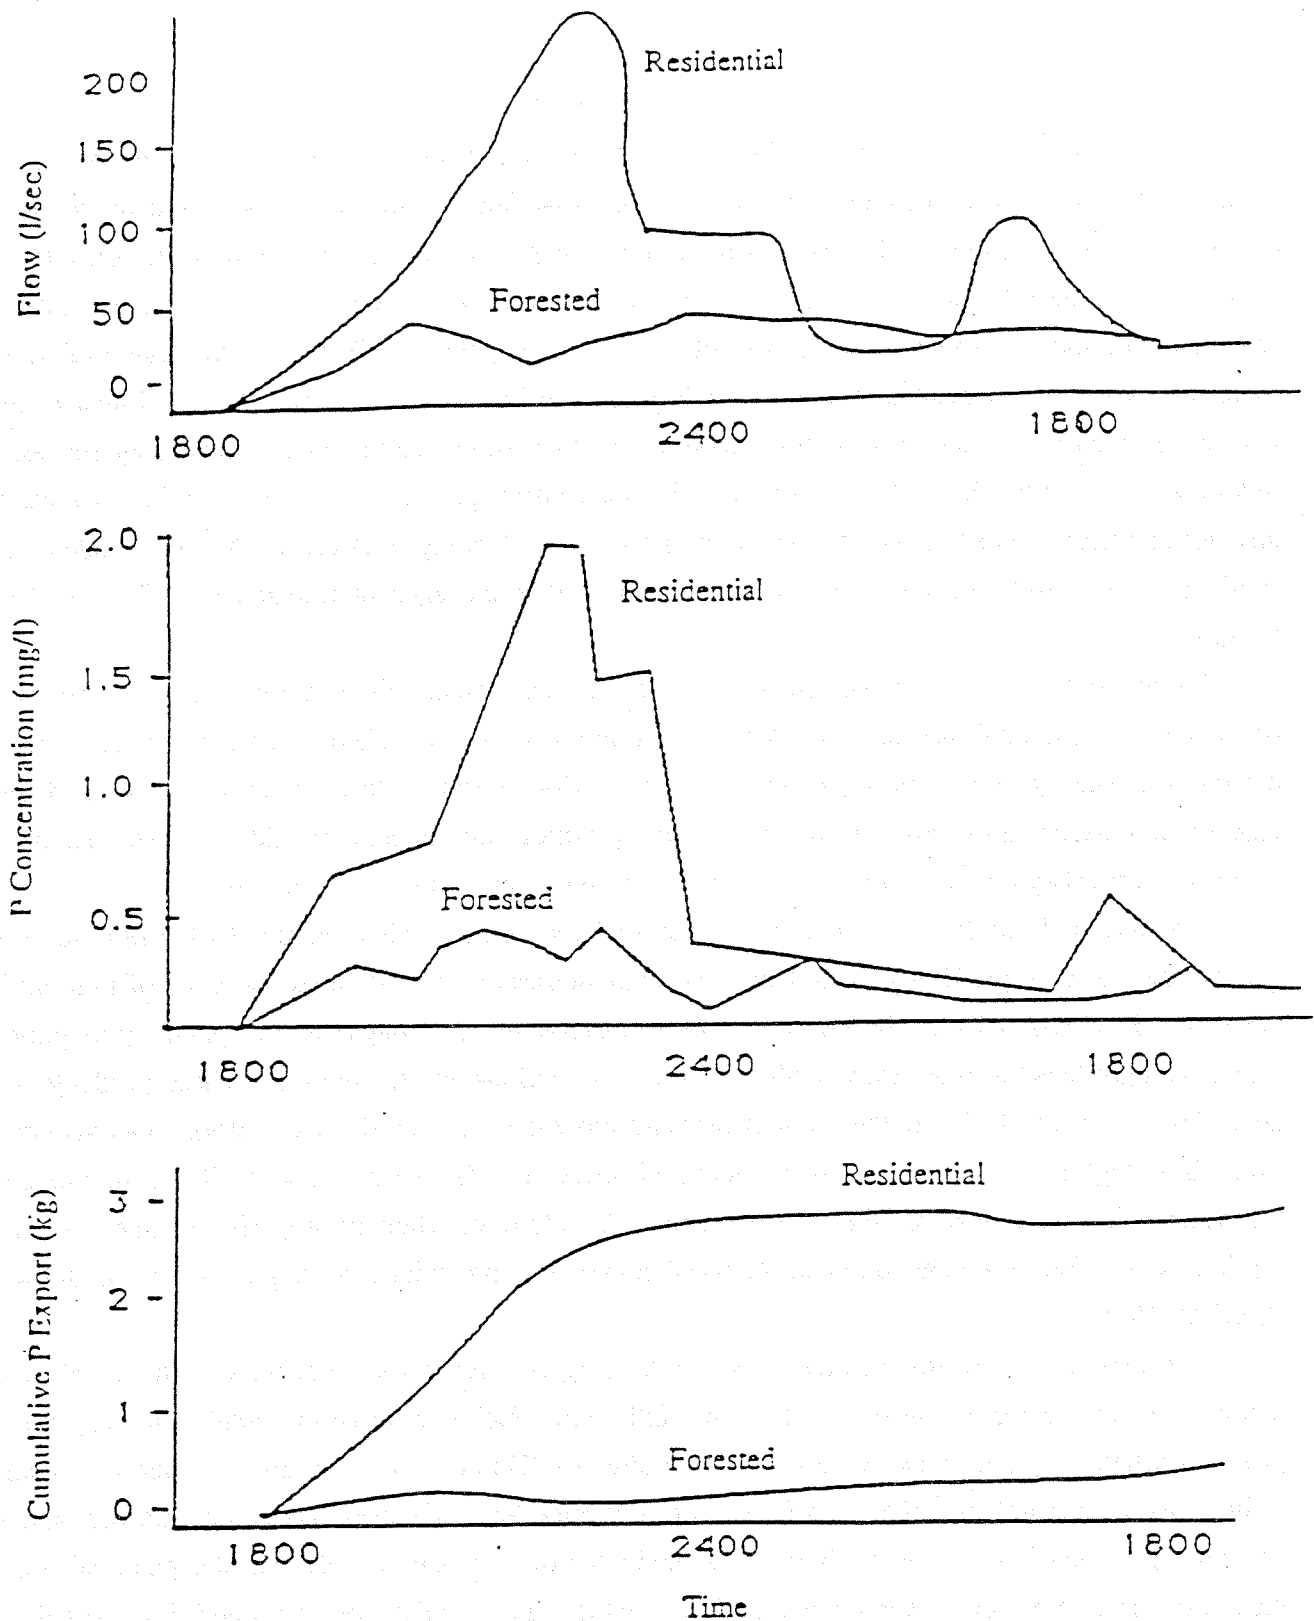 Flow (l/sec)
200
150
100
50
0
Residential
Forested
1800
2400
1800
P Concentration (mg/l)
2.0
1.5
1.0
0.5
Residential
Forested
1800
2400
1800
Cumulative P Export (kg)
3
2
1
0
Residential
Forested
1800
2400
1800
Time